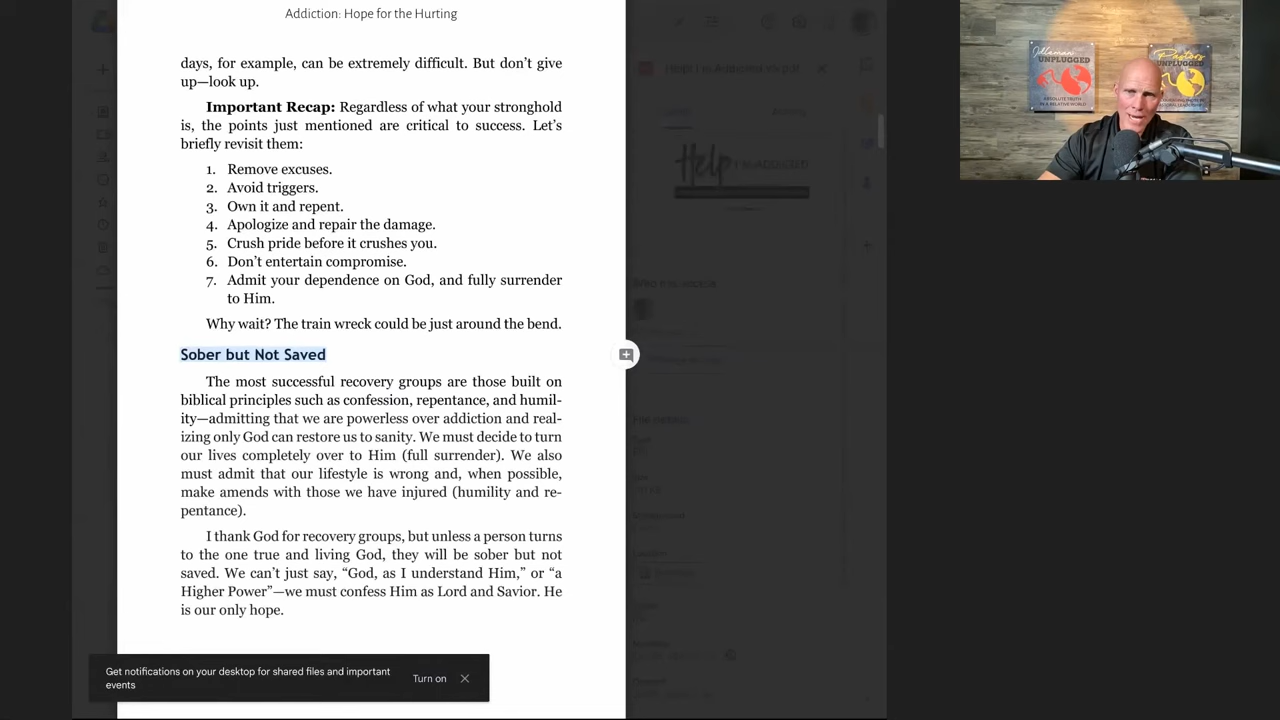 Addiction: Hope for the Hurting
days, for example, can be extremely difficult. But don’t give
up—look up.
Important Recap: Regardless of what your stronghold
is, the points just mentioned are critical to success. Let’s
briefly revisit them:
1. Remove excuses.
2. Avoid triggers.
3. Own it and repent.
4. Apologize and repair the damage.
5. Crush pride before it crushes you.
6. Don’t entertain compromise.
7. Admit your dependence on God, and fully surrender
to Him.
Why wait? The train wreck could be just around the bend.
Sober but Not Saved
The most successful recovery groups are those built on
biblical principles such as confession, repentance, and humil-
ity—admitting that we are powerless over addiction and real-
izing only God can restore us to sanity. We must decide to turn
our lives completely over to Him (full surrender). We also
must admit that our lifestyle is wrong and, when possible,
make amends with those we have injured (humility and re-
pentance).
I thank God for recovery groups, but unless a person turns
to the one true and living God, they will be sober but not
saved. We can’t just say, “God, as I understand Him,” or “a
Higher Power”—we must confess Him as Lord and Savior. He
is our only hope.
Get notifications on your desktop for shared files and important
events
Turn on
Help
UNPLUGGED
ABSOLUTE TRUTH
IN A RELATIVE WORLD
Pastors
UNPLUGGED